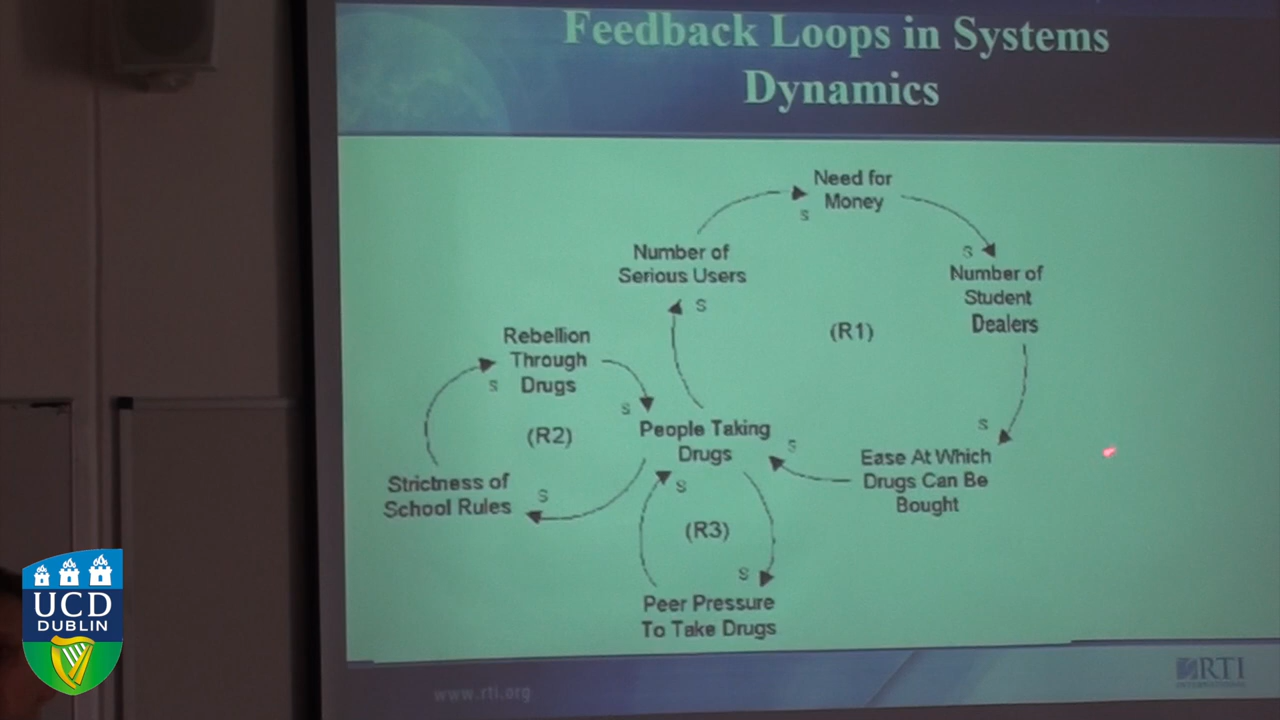 Feedback Loops in Systems
Dynamics
Need for
Money
S
Number of
Serious Users
S
S
Number of
Student
Dealers
(R1)
Rebellion
Through
Drugs
S
S
(R2)
People Taking
Drugs
S
S
Ease At Which
Drugs Can Be
Bought
Strictness of
School Rules
S
S
(R3)
S
Peer Pressure
To Take Drugs
www.rti.org
RTI
INTERNATIONAL
UCD
DUBLIN